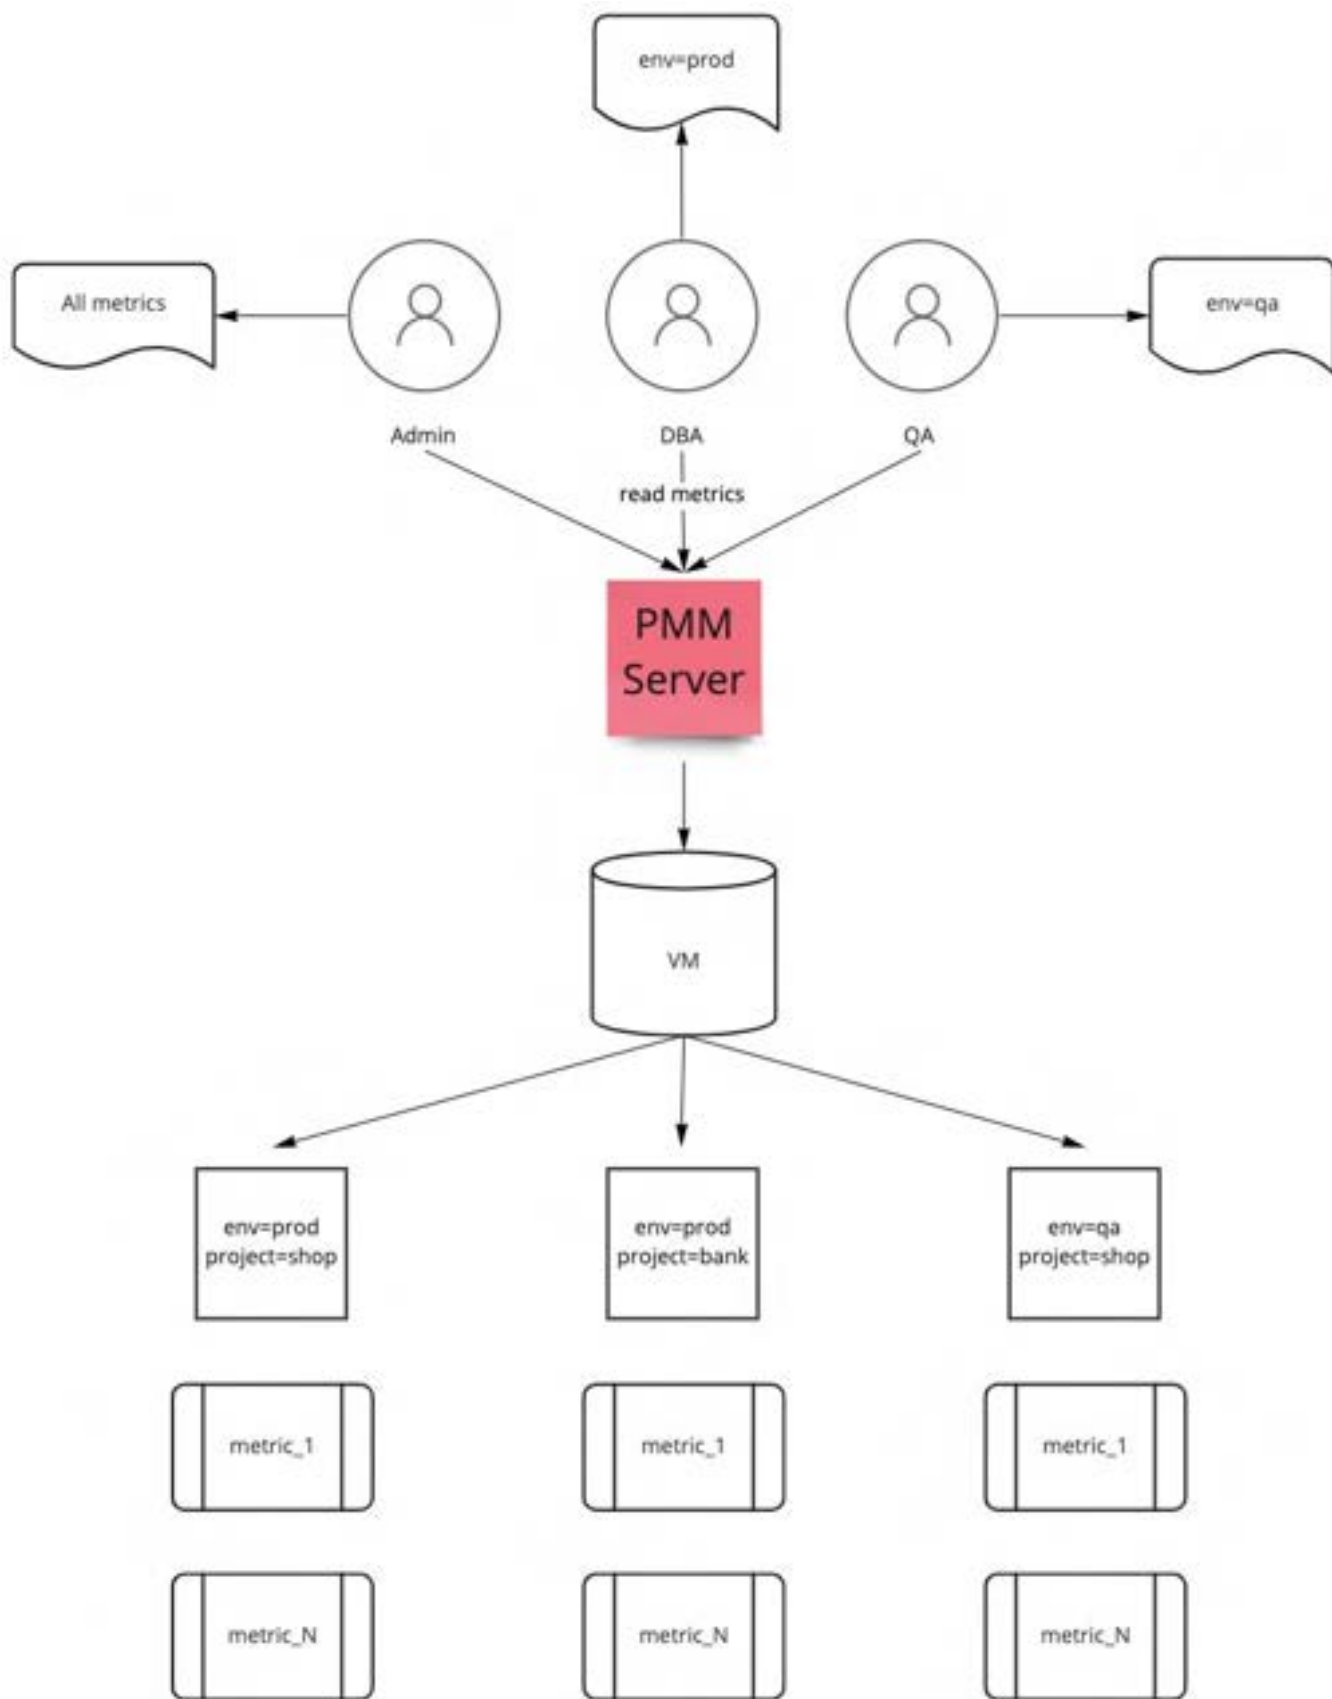 env=prod
All metrics
env=qa
Admin
DBA
QA
read metrics
PMM
Server
VM
env=prod
project=shop
env=prod
project=bank
env=qa
project=shop
metric_1
metric_1
metric_1
metric_N
metric_N
metric_N